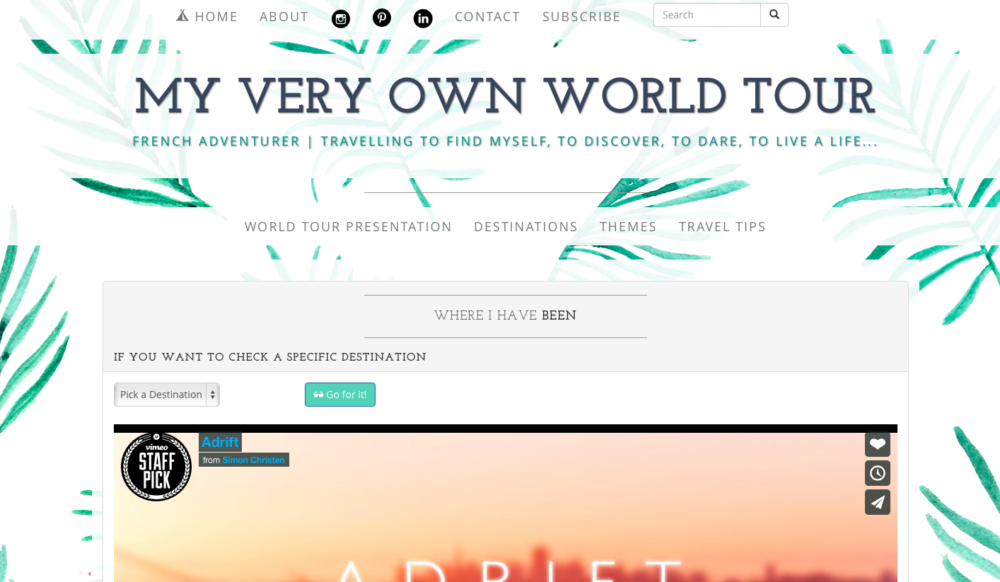 HOME ABOUT CONTACT SUBSCRIBE Search
MY VERY OWN WORLD TOUR
FRENCH ADVENTURER | TRAVELLING TO FIND MYSELF, TO DISCOVER, TO DARE, TO LIVE A LIFE...
WORLD TOUR PRESENTATION DESTINATIONS THEMES TRAVEL TIPS
WHERE I HAVE BEEN
IF YOU WANT TO CHECK A SPECIFIC DESTINATION
Pick a Destination Go for it!
Adrift
from Simon Christen
vimeo
STAFF
PICK
ADRIFT